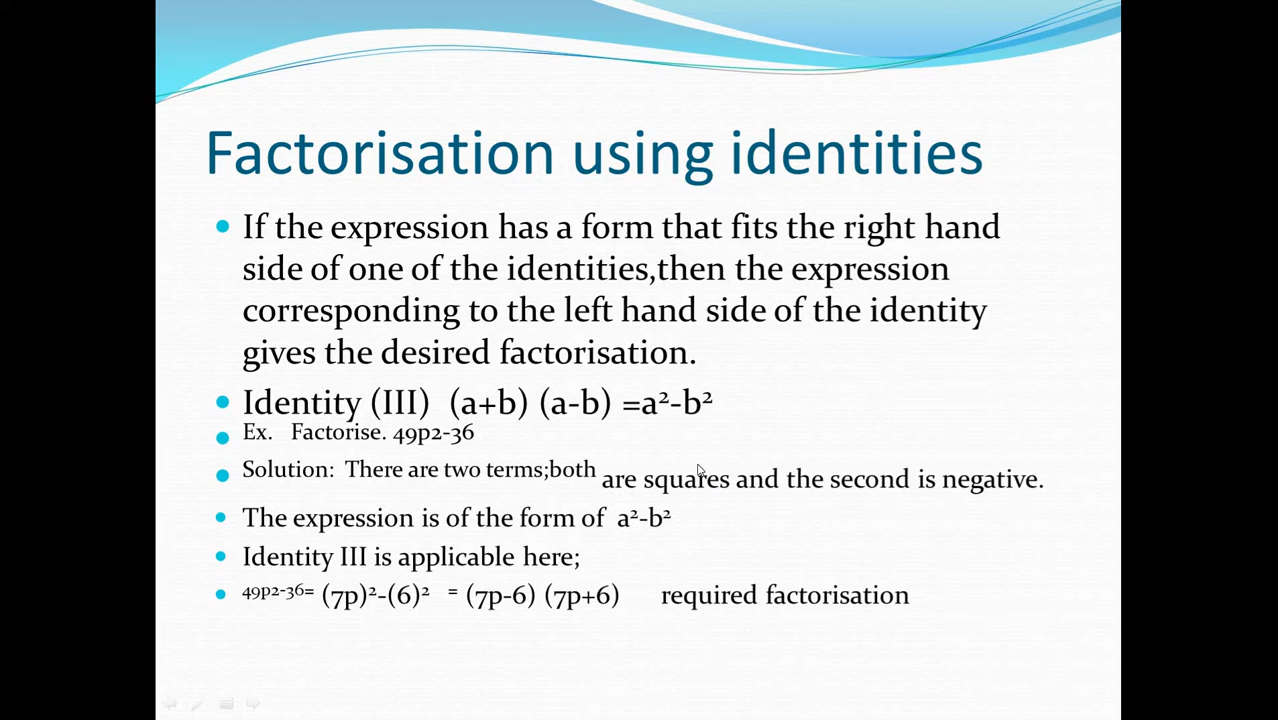 Factorisation using identities
If the expression has a form that fits the right hand
side of one of the identities,then the expression
corresponding to the left hand side of the identity
gives the desired factorisation.
Identity (III) (a+b) (a-b) =a²-b²
Ex. Factorise. 49p2-36
Solution: There are two terms;both are squares and the second is negative.
The expression is of the form of a²-b²
Identity III is applicable here;
49p2-36= (7p)²-(6)² = (7p-6) (7p+6) required factorisation